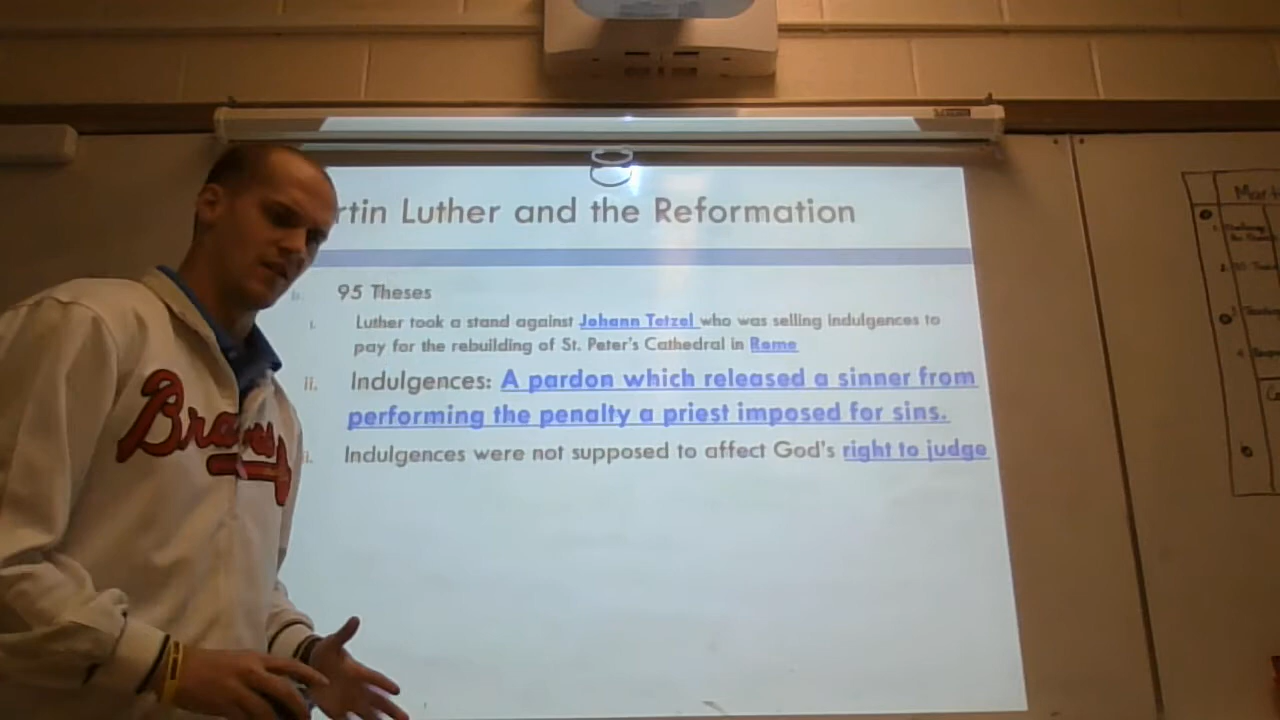 rtin Luther and the Reformation
95 Theses
i. Luther took a stand against Johann Tetzel who was selling indulgences to
pay for the rebuilding of St. Peter's Cathedral in Rome
ii. Indulgences: A pardon which released a sinner from
performing the penalty a priest imposed for sins.
i. Indulgences were not supposed to affect God's right to judge
Braves